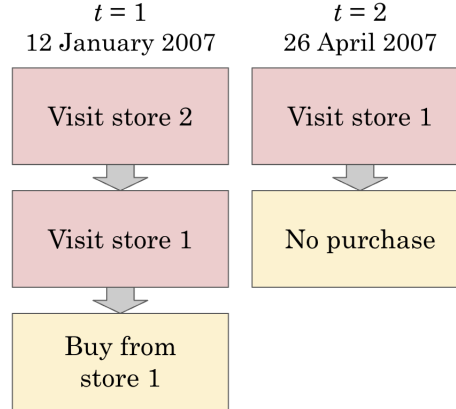 t = 1
12 January 2007
Visit store 2
Visit store 1
Buy from
store 1
t = 2
26 April 2007
Visit store 1
No purchase